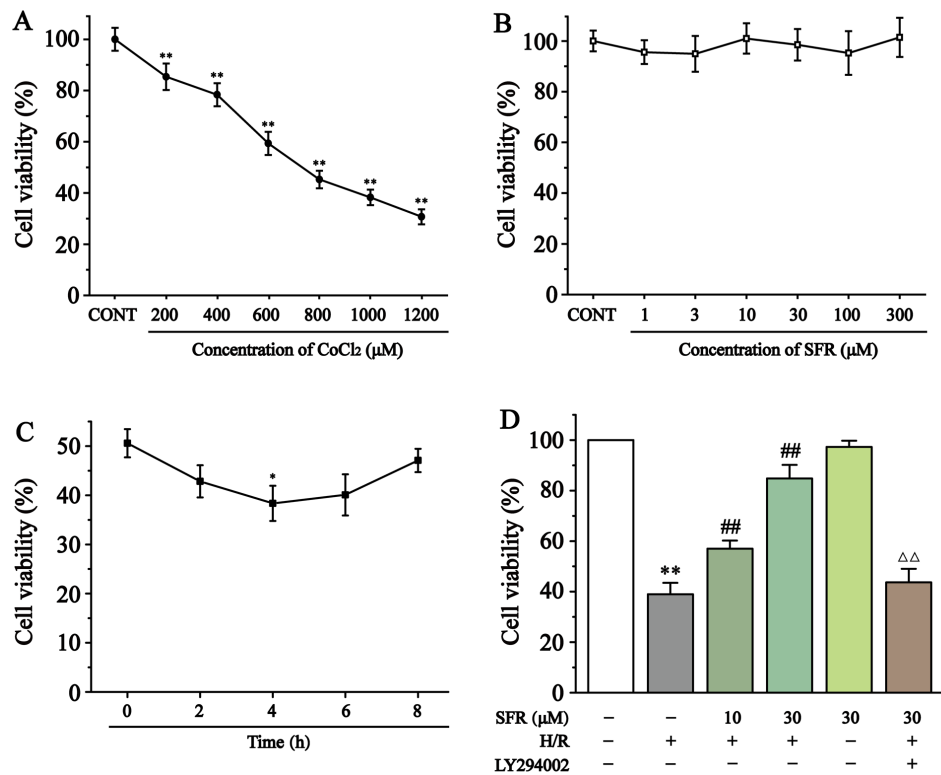 A
Cell viability (%)
100
80
60
40
20
0
**
**
**
**
**
**
CONT 200 400 600 800 1000 1200
Concentration of CoCl₂ (μM)
B
Cell viability (%)
100
80
60
40
20
0
CONT 1 3 10 30 100 300
Concentration of SFR (μM)
C
Cell viability (%)
50
40
30
20
10
0
*
0 2 4 6 8
Time (h)
D
Cell viability (%)
100
80
60
40
20
0
**
##
##
△△
SFR (μM) – – 10 30 30 30
H/R – + + + – +
LY294002 – – – – – +